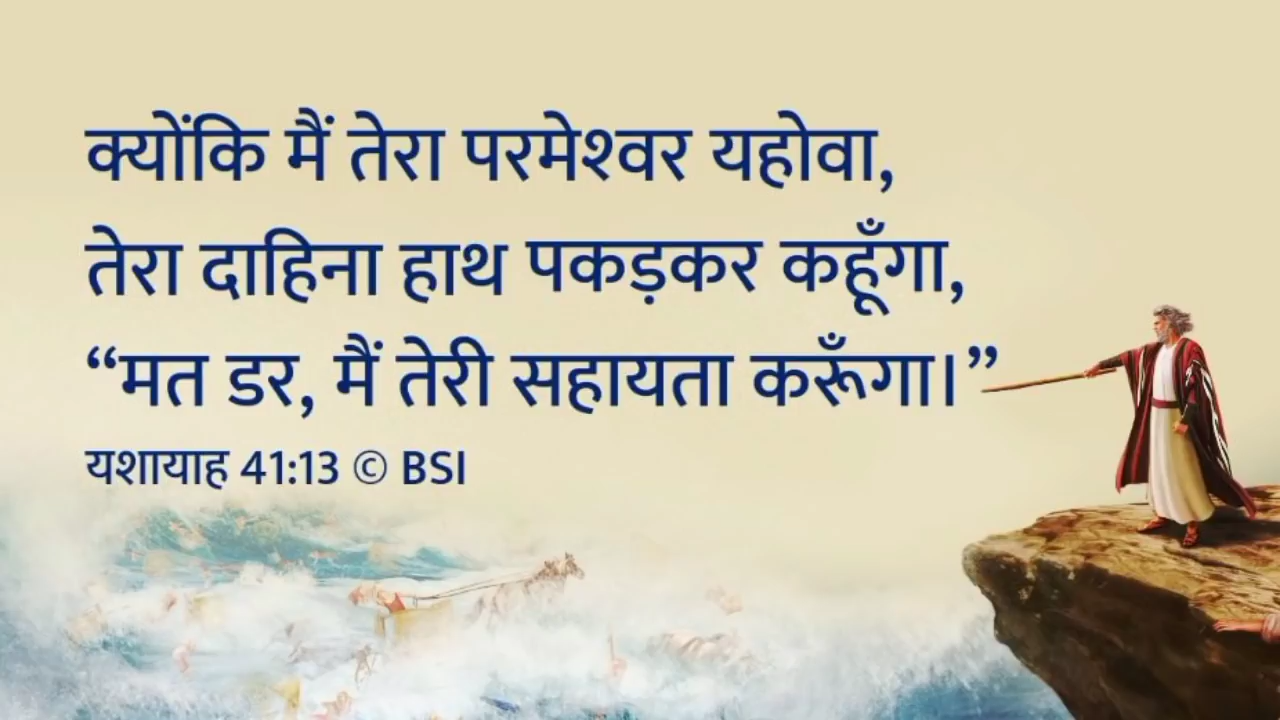 क्योंकि मैं तेरा परमेश्वर यहोवा,
तेरा दाहिना हाथ पकड़कर कहूँगा,
“मत डर, मैं तेरी सहायता करूँगा।”
यशायाह 41:13 © BSI